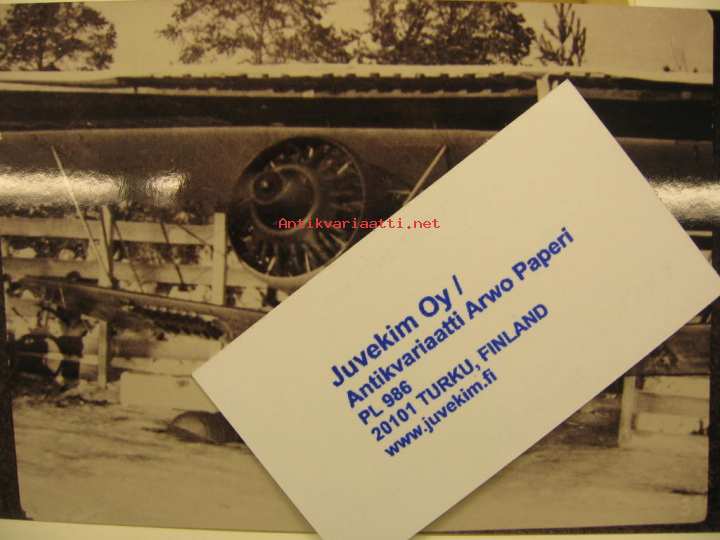 Antikvariaatti.net
Juvekim Oy /
Antikvariaatti Arwo Paperi
PL 986
20101 TURKU, FINLAND
www.juvekim.fi